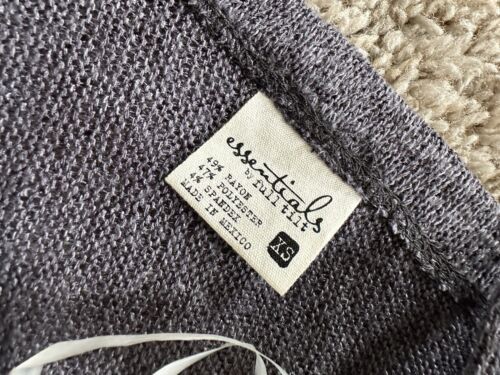 essentials
by full tilt
49% RAYON
47% POLYESTER
4% SPANDEX
MADE IN MEXICO
XS